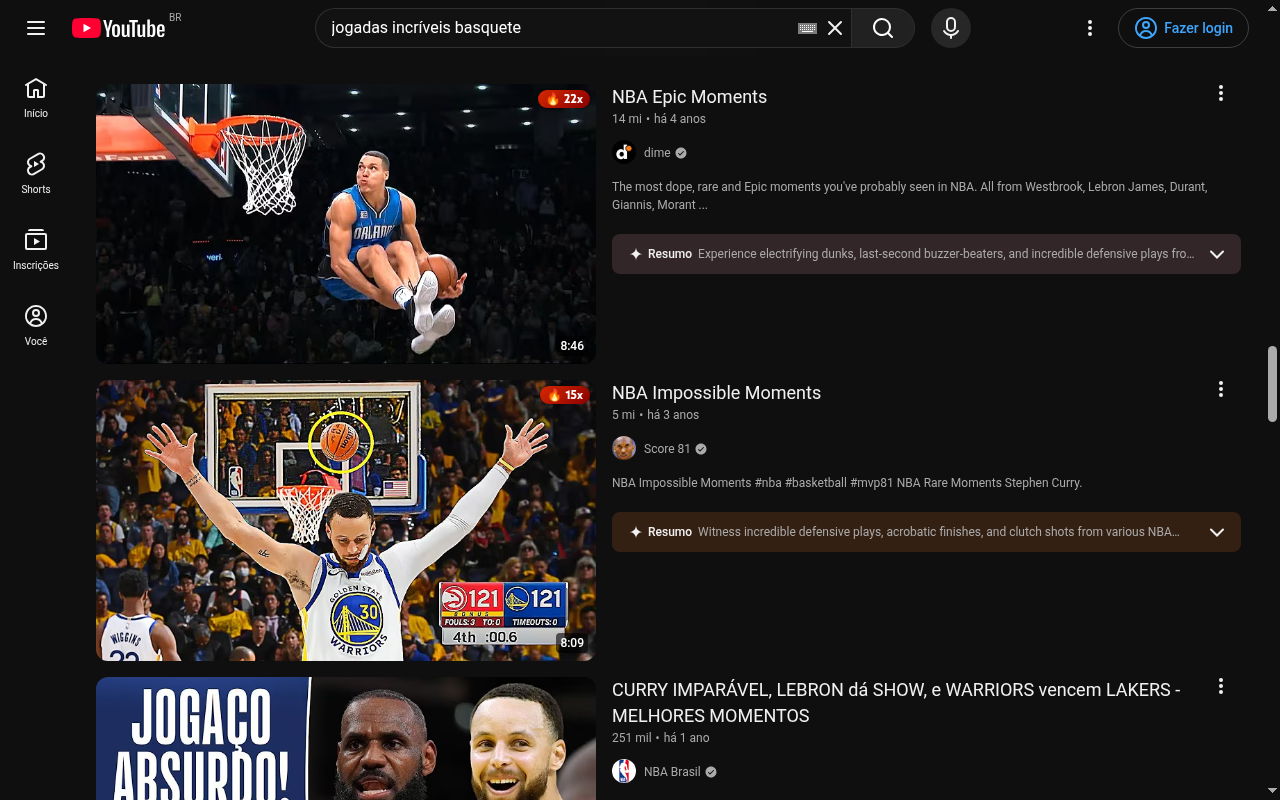 YouTube BR
jogadas incríveis basquete
Fazer login
Início
Shorts
Inscrições
Você
Farm
22x
ORLANDO
8:46
NBA Epic Moments
14 mi • há 4 anos
dime
The most dope, rare and Epic moments you've probably seen in NBA. All from Westbrook, Lebron James, Durant,
Giannis, Morant ...
Resumo Experience electrifying dunks, last-second buzzer-beaters, and incredible defensive plays fro...
15x
WIGGINS
22
GOLDEN STATE
30
WARRIORS
121 121
BONUS
FOULS: 3 TO: 0 TIMEOUTS: 0
4th :00.6
8:09
NBA Impossible Moments
5 mi • há 3 anos
Score 81
NBA Impossible Moments #nba #basketball #mvp81 NBA Rare Moments Stephen Curry.
Resumo Witness incredible defensive plays, acrobatic finishes, and clutch shots from various NBA...
JOGAÇO
ABSURDO!
CURRY IMPARÁVEL, LEBRON dá SHOW, e WARRIORS vencem LAKERS -
MELHORES MOMENTOS
251 mil • há 1 ano
NBA Brasil